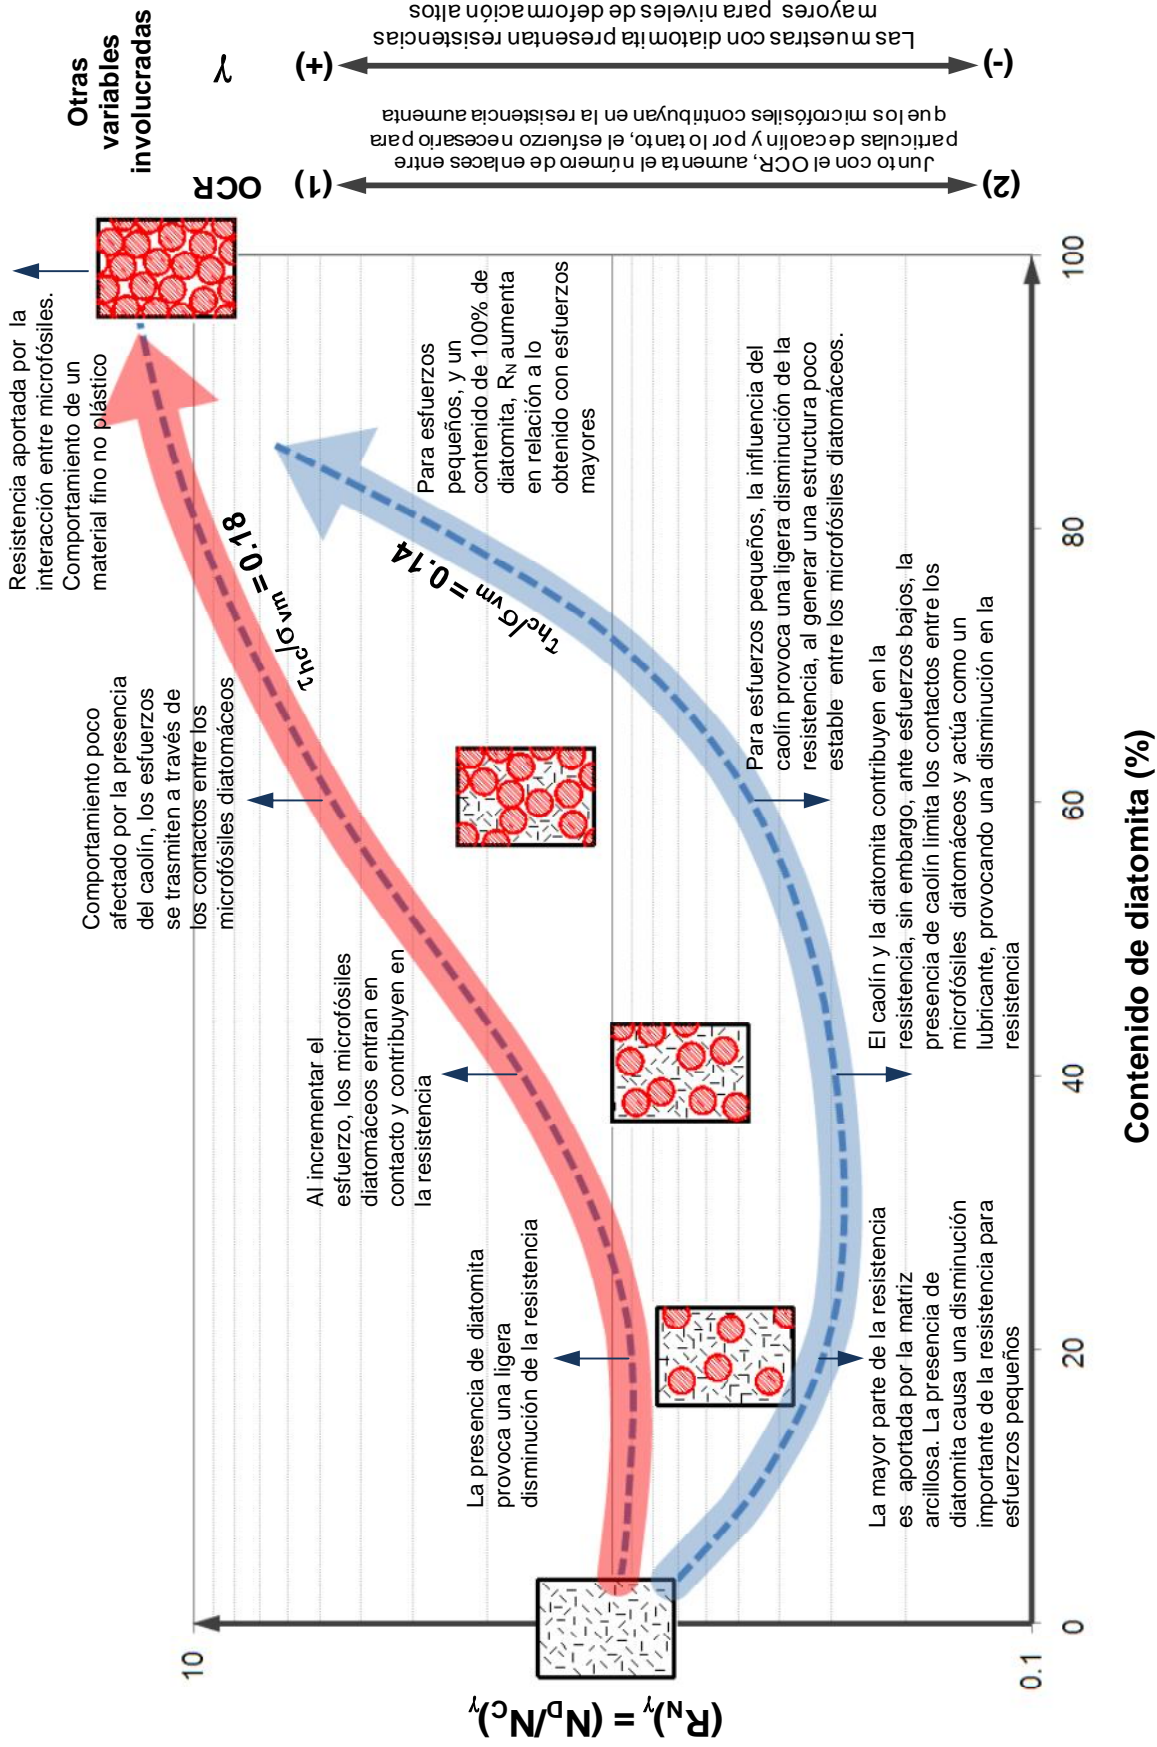 Otras
variables
involucradas
OCR
γ
(1)
(+)
Junto con el OCR, aumenta el número de enlaces entre
particulas de caolín y por lo tanto, el esfuerzo necesario para
que los microfósiles contribuyan en la resistencia aumenta
Las muestras con diatomita presentan resistencias
mayores para niveles de deformación altos
(2)
(-)
Resistencia aportada por la
interacción entre microfósiles.
Comportamiento de un
material fino no plástico
Comportamiento poco
afectado por la presencia
del caolín, los esfuerzos
se trasmiten a través de
los contactos entre los
microfósiles diatomáceos
τhc/σvm = 0.18
Al incrementar el
esfuerzo, los microfósiles
diatomáceos entran en
contacto y contribuyen en
la resistencia
La presencia de diatomita
provoca una ligera
disminución de la resistencia
τhc/σvm = 0.14
Para esfuerzos
pequeños, y un
contenido de 100% de
diatomita, RN aumenta
en relación a lo
obtenido con esfuerzos
mayores
Para esfuerzos pequeños, la influencia del
caolín provoca una ligera disminución de la
resistencia, al generar una estructura poco
estable entre los microfósiles diatomáceos.
El caolín y la diatomita contribuyen en la
resistencia, sin embargo, ante esfuerzos bajos, la
presencia de caolín limita los contactos entre los
microfósiles diatomáceos y actúa como un
lubricante, provocando una disminución en la
resistencia
La mayor parte de la resistencia
es aportada por la matriz
arcillosa. La presencia de
diatomita causa una disminución
importante de la resistencia para
esfuerzos pequeños
(RN)γ = (ND/NC)γ
10
0.1
0
20
40
60
80
100
Contenido de diatomita (%)